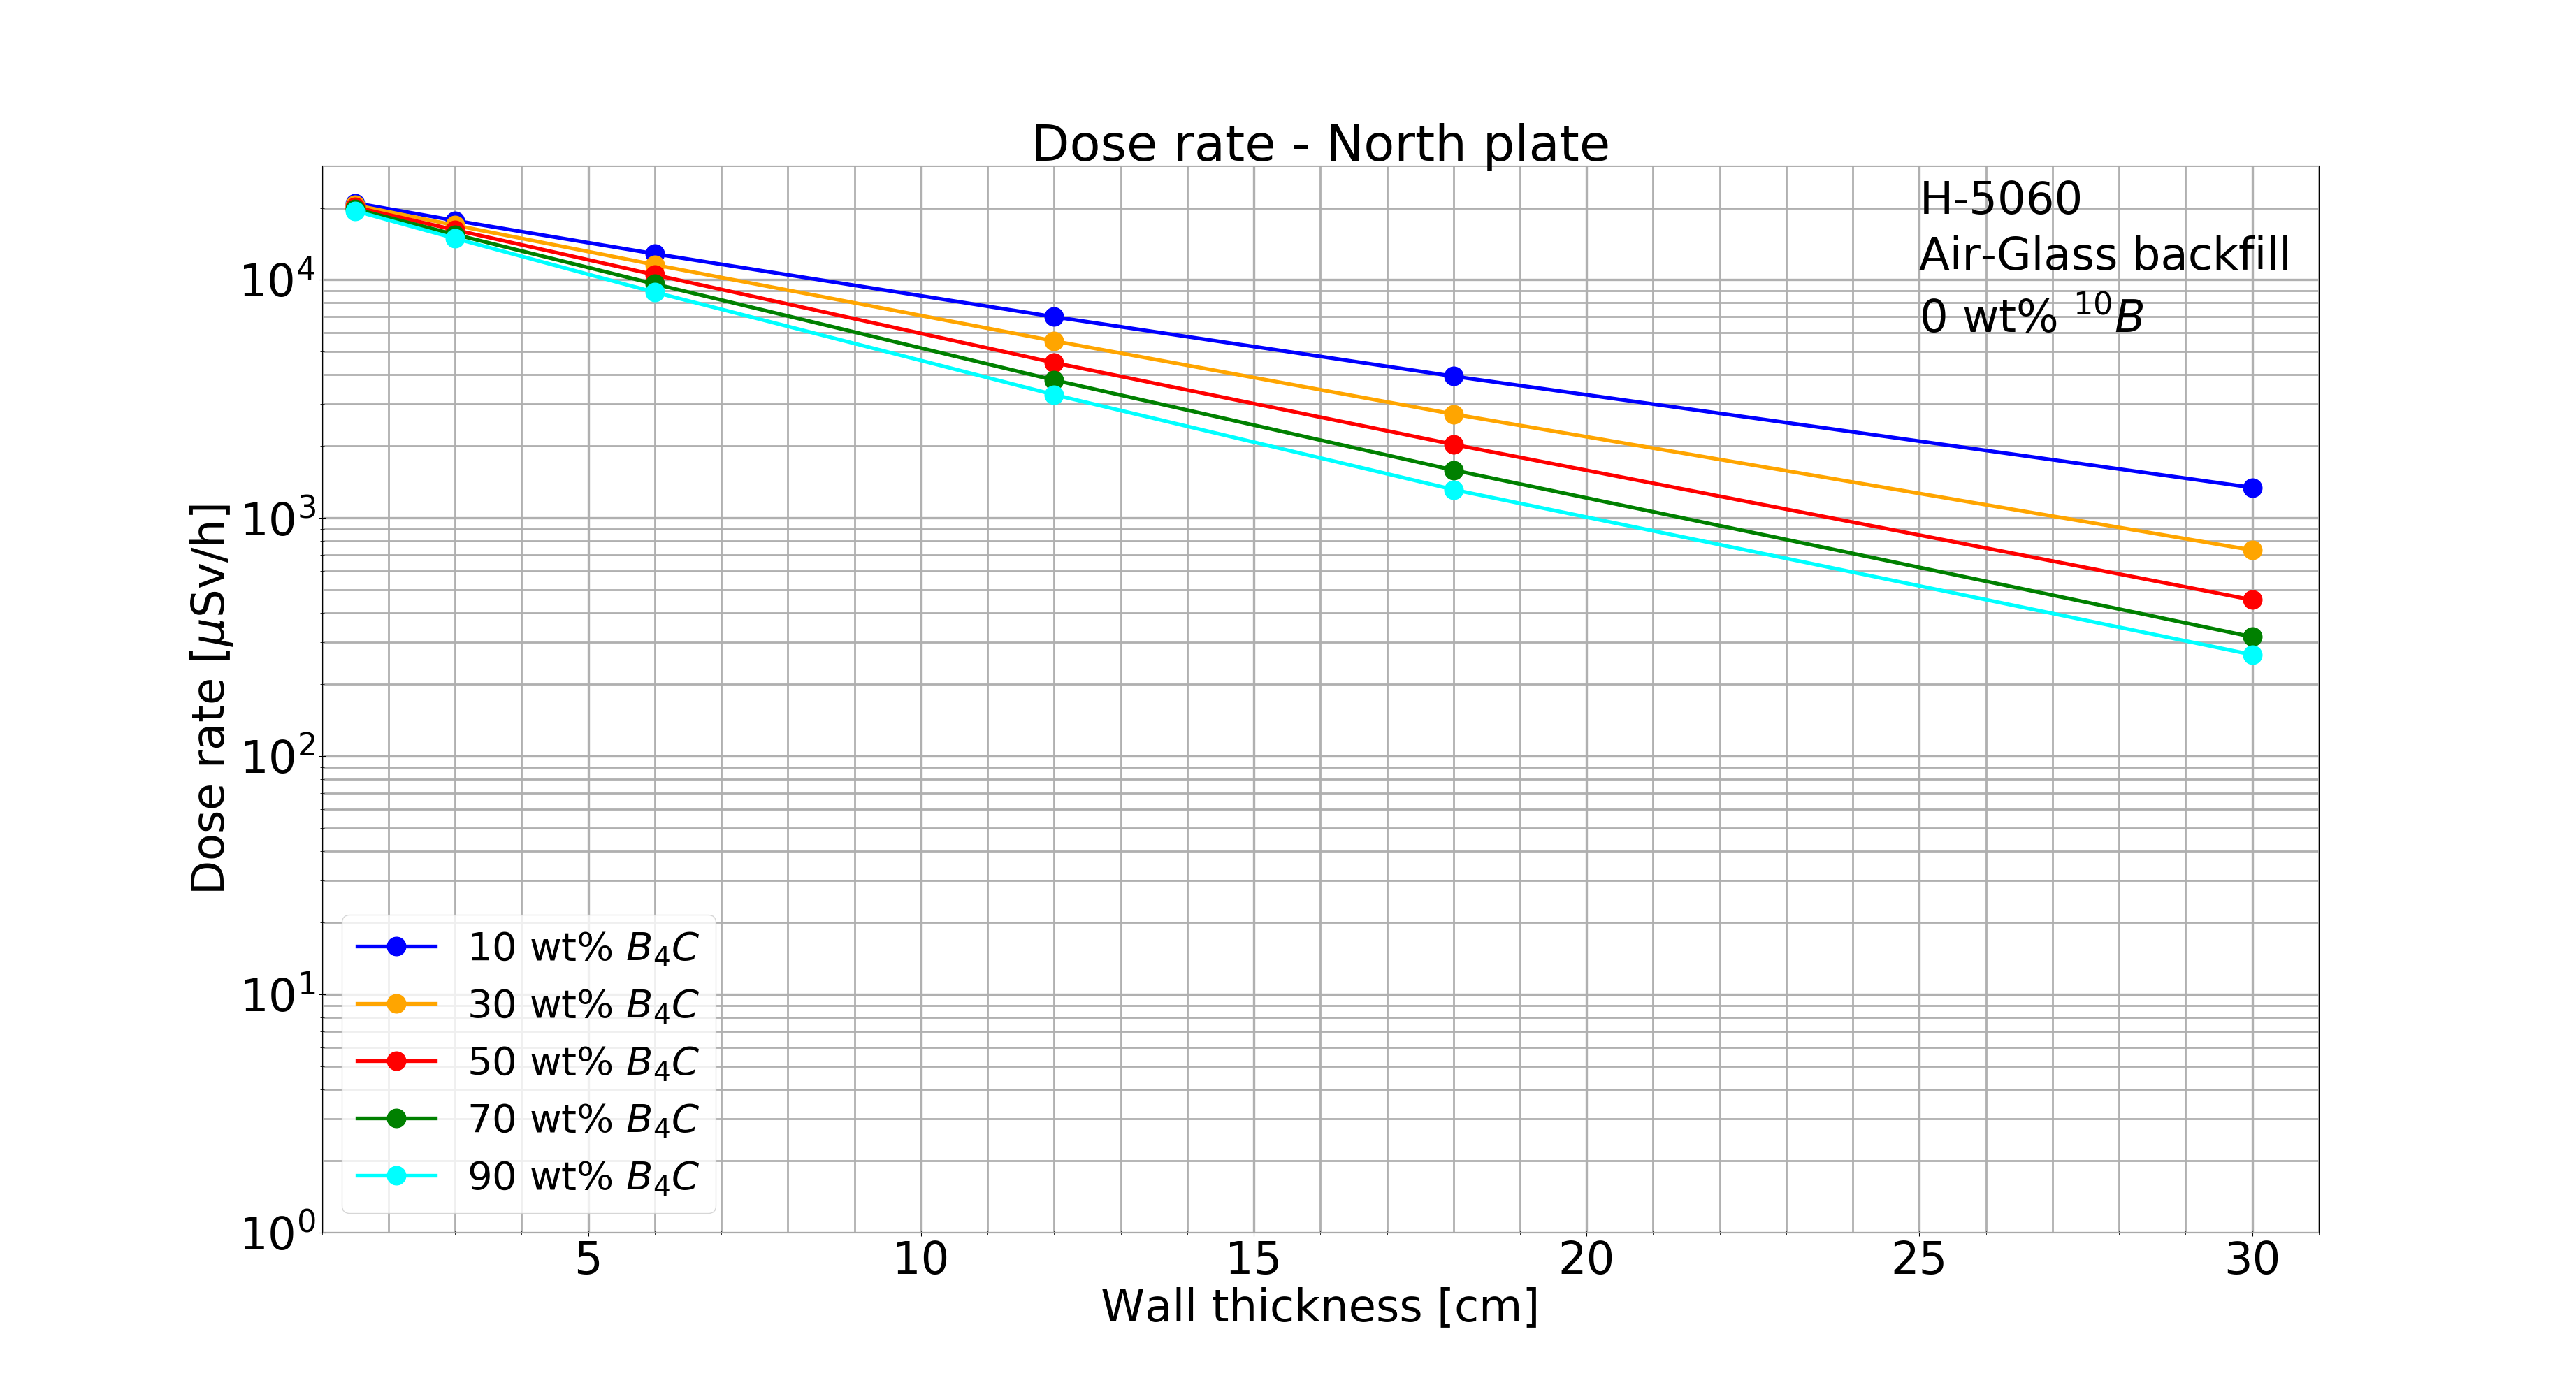 Dose rate - North plate
H-5060
Air-Glass backfill
0 wt% ¹⁰B
Dose rate [μSv/h]
10⁴
10³
10²
10¹
10⁰
10 wt% B₄C
30 wt% B₄C
50 wt% B₄C
70 wt% B₄C
90 wt% B₄C
5 10 15 20 25 30
Wall thickness [cm]